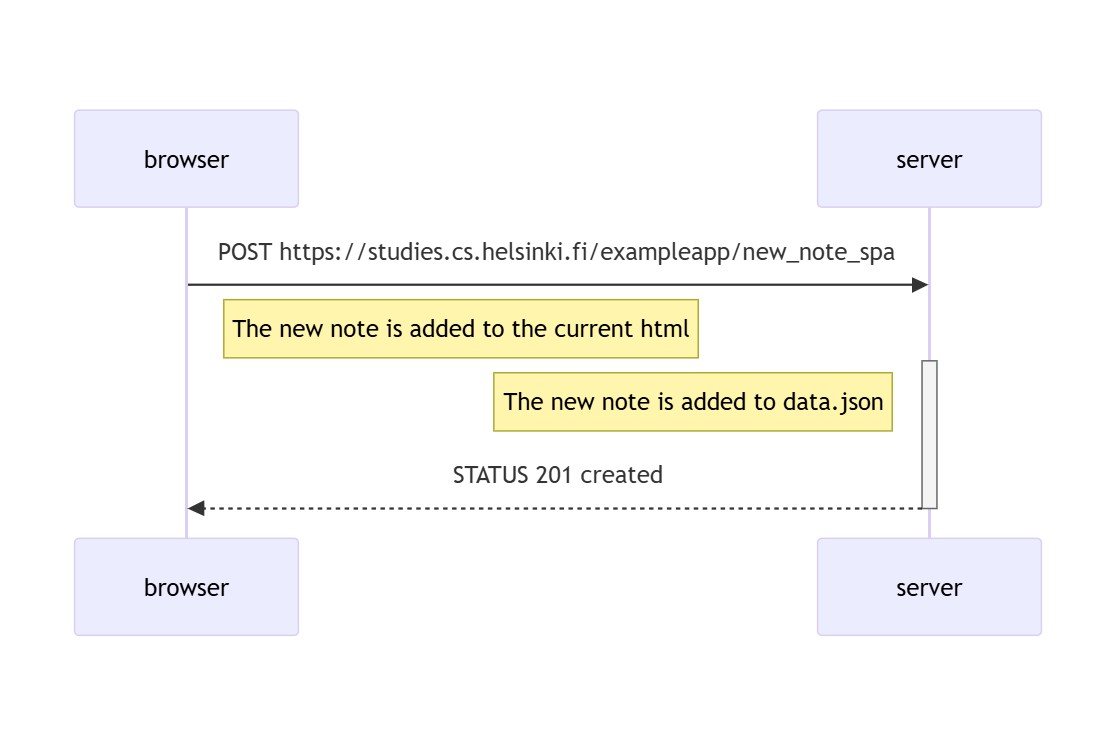 browser
server
POST https://studies.cs.helsinki.fi/exampleapp/new_note_spa
The new note is added to the current html
The new note is added to data.json
STATUS 201 created
browser
server